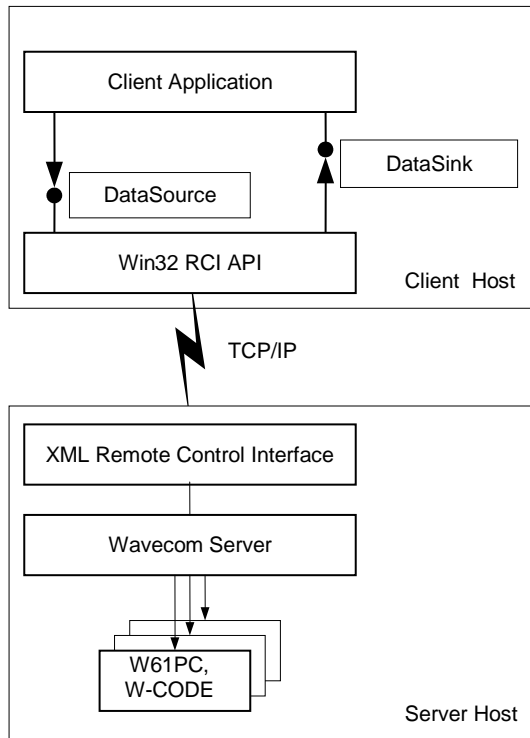 Client Application
DataSink
DataSource
Win32 RCI API
Client Host
TCP/IP
XML Remote Control Interface
Wavecom Server
W61PC,
W-CODE
Server Host